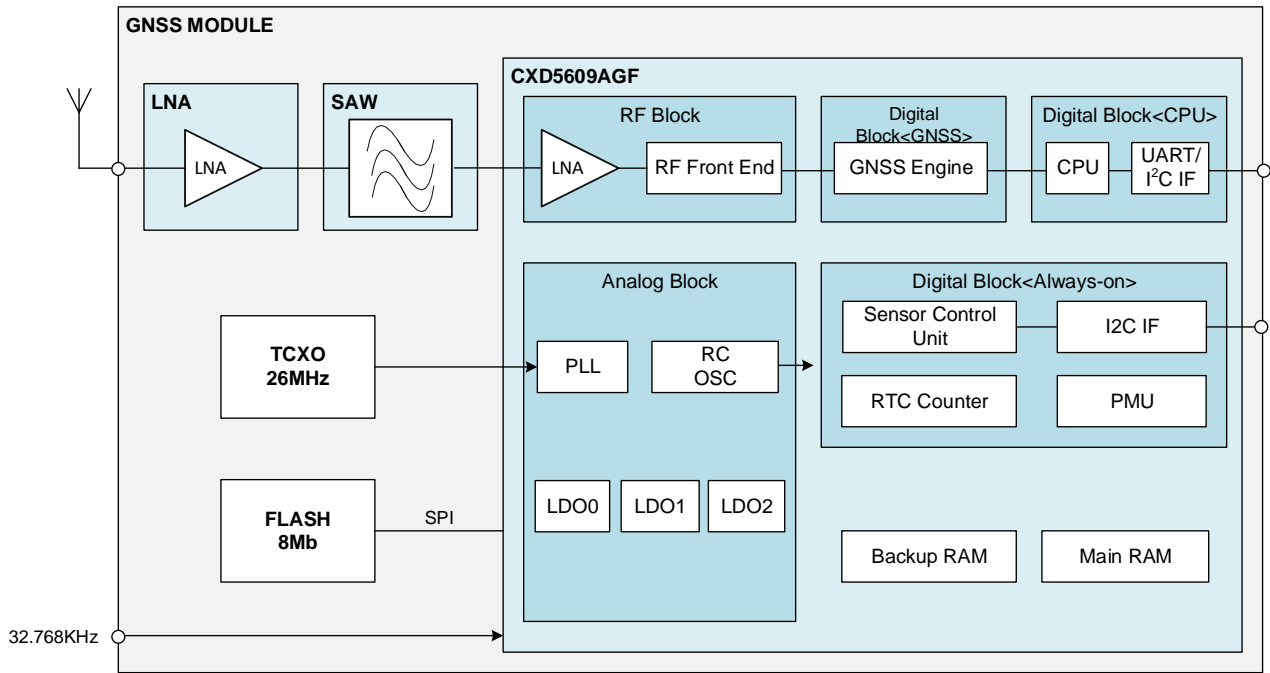 GNSS MODULE
LNA
LNA
SAW
CXD5609AGF
RF Block
LNA
RF Front End
Digital
Block<GNSS>
GNSS Engine
Digital Block<CPU>
CPU
UART/
I²C IF
TCXO
26MHz
Analog Block
PLL
RC
OSC
LDO0
LDO1
LDO2
Digital Block<Always-on>
Sensor Control
Unit
I2C IF
RTC Counter
PMU
FLASH
8Mb
SPI
Backup RAM
Main RAM
32.768KHz